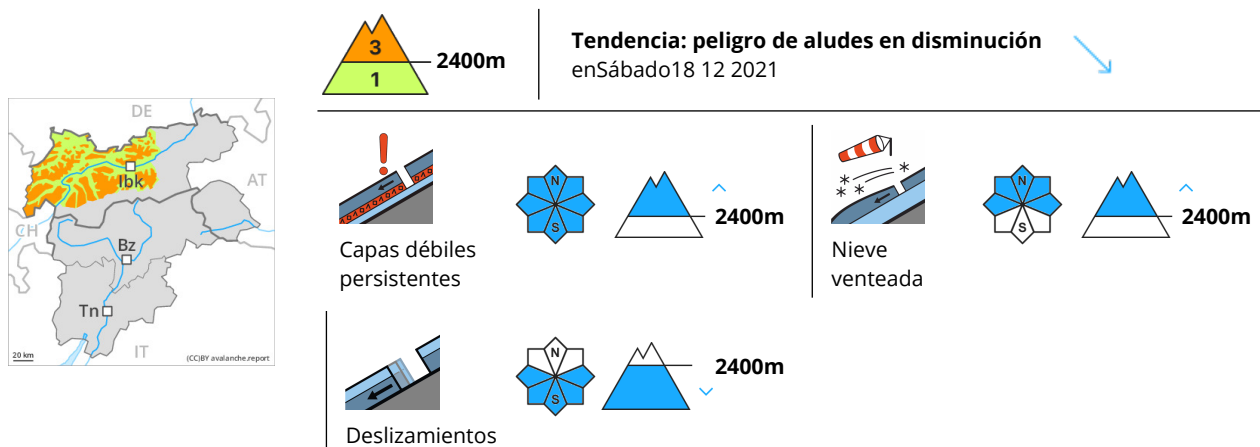 3
1
2400m
Tendencia: peligro de aludes en disminución
enSábado18 12 2021
DE
AT
CH
IT
Ibk
Bz
Tn
20 km
(CC)BY avalanche.report
Capas débiles
persistentes
N
S
2400m
Nieve
venteada
N
S
2400m
Deslizamientos
N
S
2400m